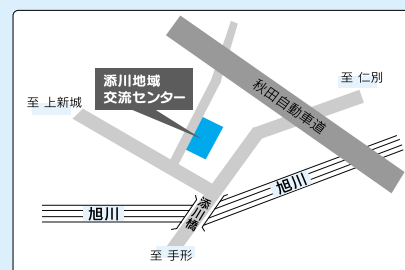 添川地域
交流センター
至 上新城
秋田自動車道
至 仁別
旭川
添川橋
旭川
至 手形